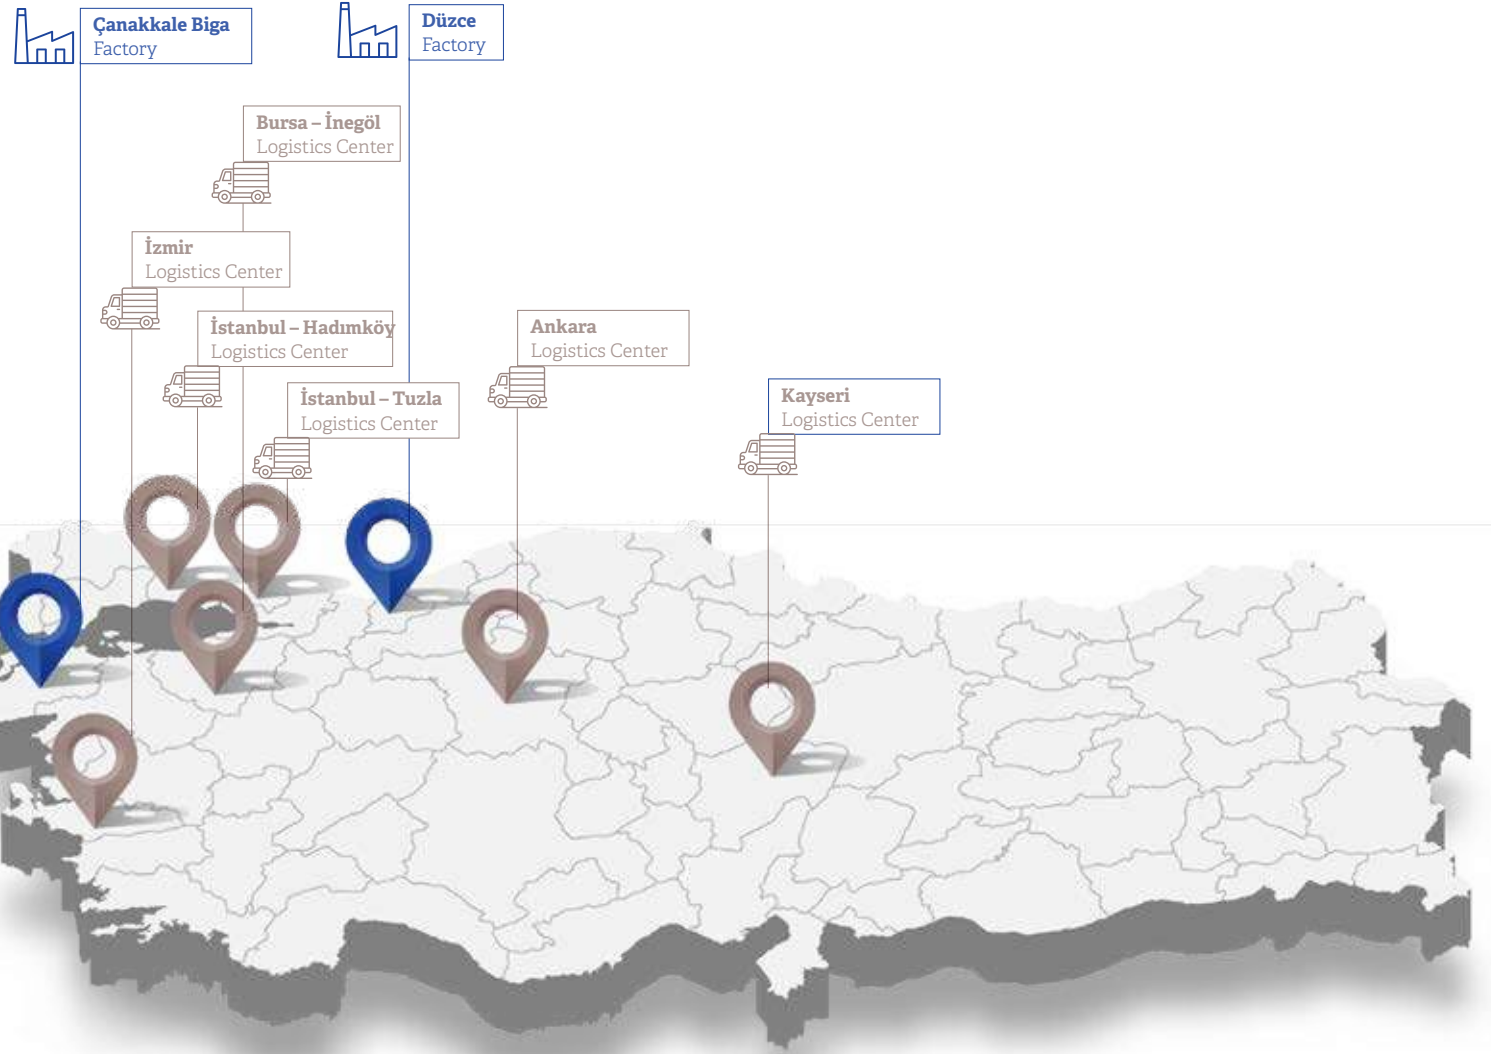 Çanakkale Biga
Factory
Düzce
Factory
Bursa – İnegöl
Logistics Center
İzmir
Logistics Center
İstanbul – Hadımköy
Logistics Center
Ankara
Logistics Center
İstanbul – Tuzla
Logistics Center
Kayseri
Logistics Center